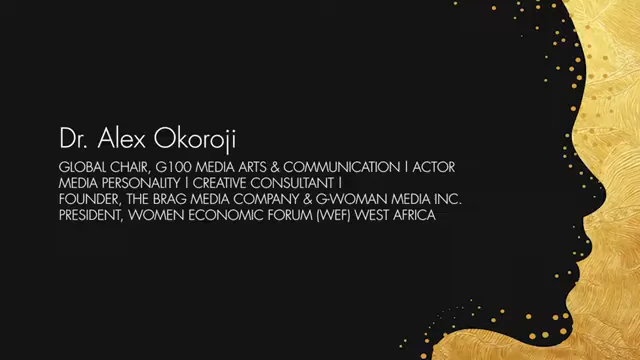 Dr. Alex Okoroji
GLOBAL CHAIR, G100 MEDIA ARTS & COMMUNICATION | ACTOR
MEDIA PERSONALITY | CREATIVE CONSULTANT |
FOUNDER, THE BRAG MEDIA COMPANY & G-WOMAN MEDIA INC.
PRESIDENT, WOMEN ECONOMIC FORUM (WEF) WEST AFRICA